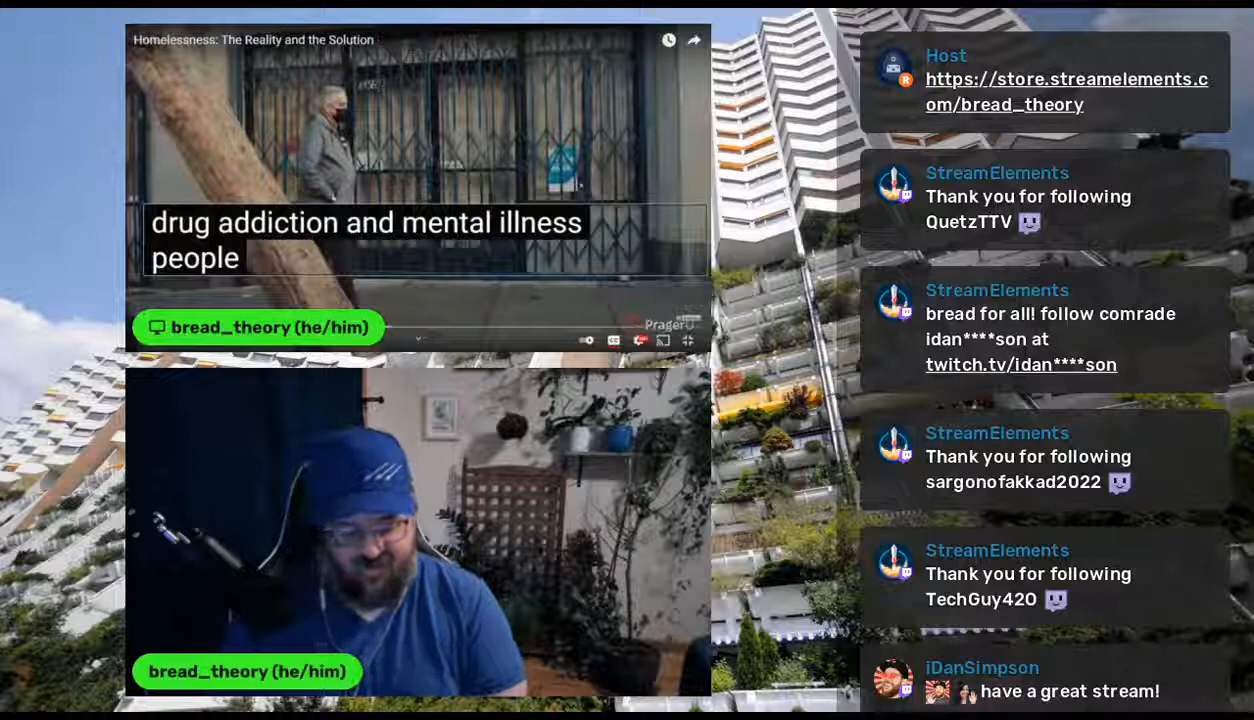 Homelessness: The Reality and the Solution
drug addiction and mental illness
people
PragerU
bread_theory (he/him)
bread_theory (he/him)
Host
https://store.streamelements.c
om/bread_theory
StreamElements
Thank you for following
QuetzTTV
StreamElements
bread for all! follow comrade
idan****son at
twitch.tv/idan****son
StreamElements
Thank you for following
sargonofakkad2022
StreamElements
Thank you for following
TechGuy420
iDanSimpson
have a great stream!